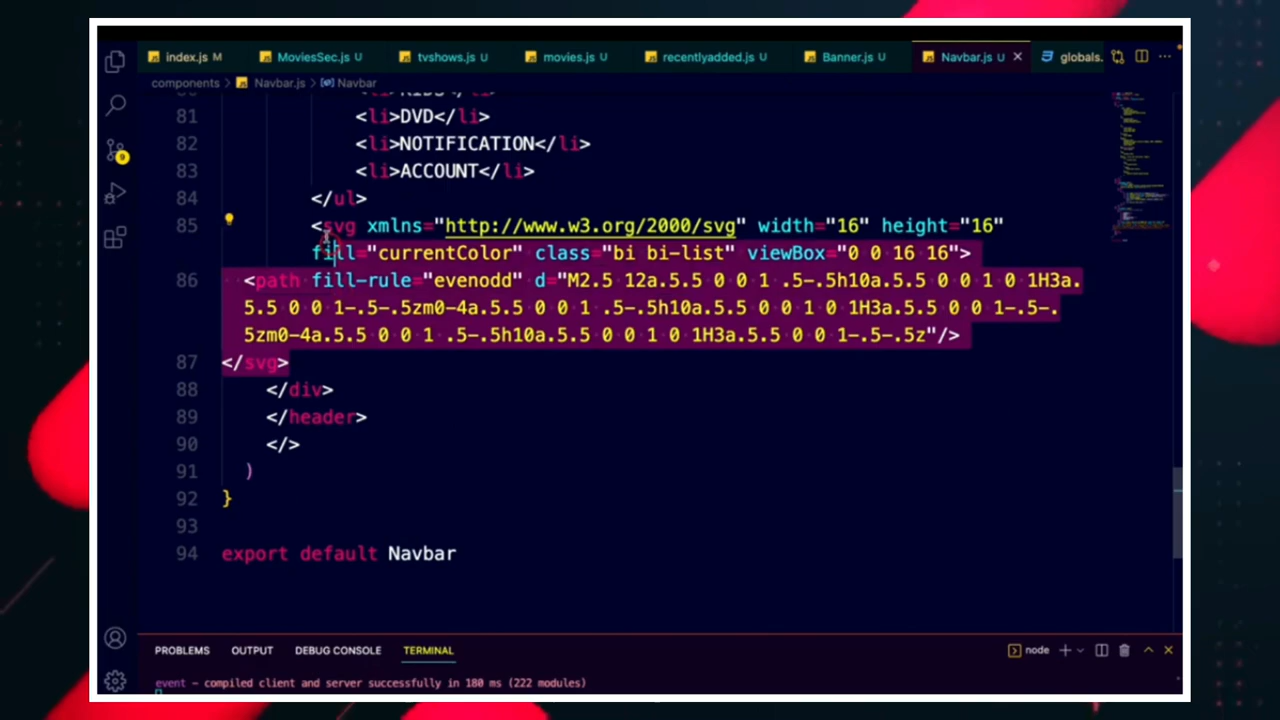 index.js M
MoviesSec.js U
tvshows.js U
movies.js U
recentlyadded.js U
Banner.js U
Navbar.js U
globals.
components > Navbar.js > Navbar
81 <li>DVD</li>
82 <li>NOTIFICATION</li>
83 <li>ACCOUNT</li>
84 </ul>
85 <svg xmlns="http://www.w3.org/2000/svg" width="16" height="16"
fill="currentColor" class="bi bi-list" viewBox="0 0 16 16">
86 <path fill-rule="evenodd" d="M2.5 12a.5.5 0 0 1 .5-.5h10a.5.5 0 0 1 0 1H3a.
5.5 0 0 1-.5-.5zm0-4a.5.5 0 0 1 .5-.5h10a.5.5 0 0 1 0 1H3a.5.5 0 0 1-.5-.
5zm0-4a.5.5 0 0 1 .5-.5h10a.5.5 0 0 1 0 1H3a.5.5 0 0 1-.5-.5z"/>
87 </svg>
88 </div>
89 </header>
90 </>
91 )
92 }
93
94 export default Navbar
PROBLEMS OUTPUT DEBUG CONSOLE TERMINAL
node
event - compiled client and server successfully in 180 ms (222 modules)
9